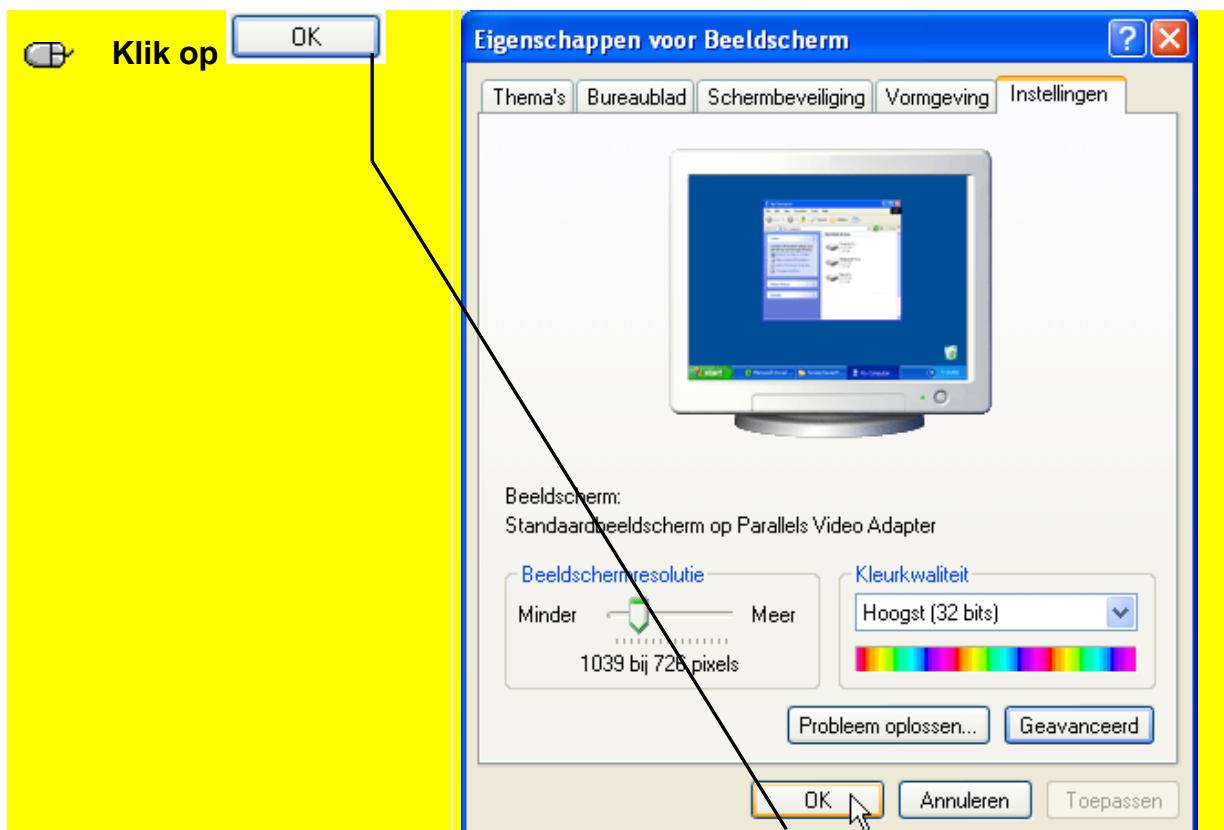 Klik op OK
Eigenschappen voor Beeldscherm
Thema's Bureaublad Schermbeveiliging Vormgeving Instellingen
start
Beeldscherm:
Standaardbeeldscherm op Parallels Video Adapter
Beeldschermresolutie
Minder Meer
1039 bij 726 pixels
Kleurkwaliteit
Hoogst (32 bits)
Probleem oplossen... Geavanceerd
OK Annuleren Toepassen